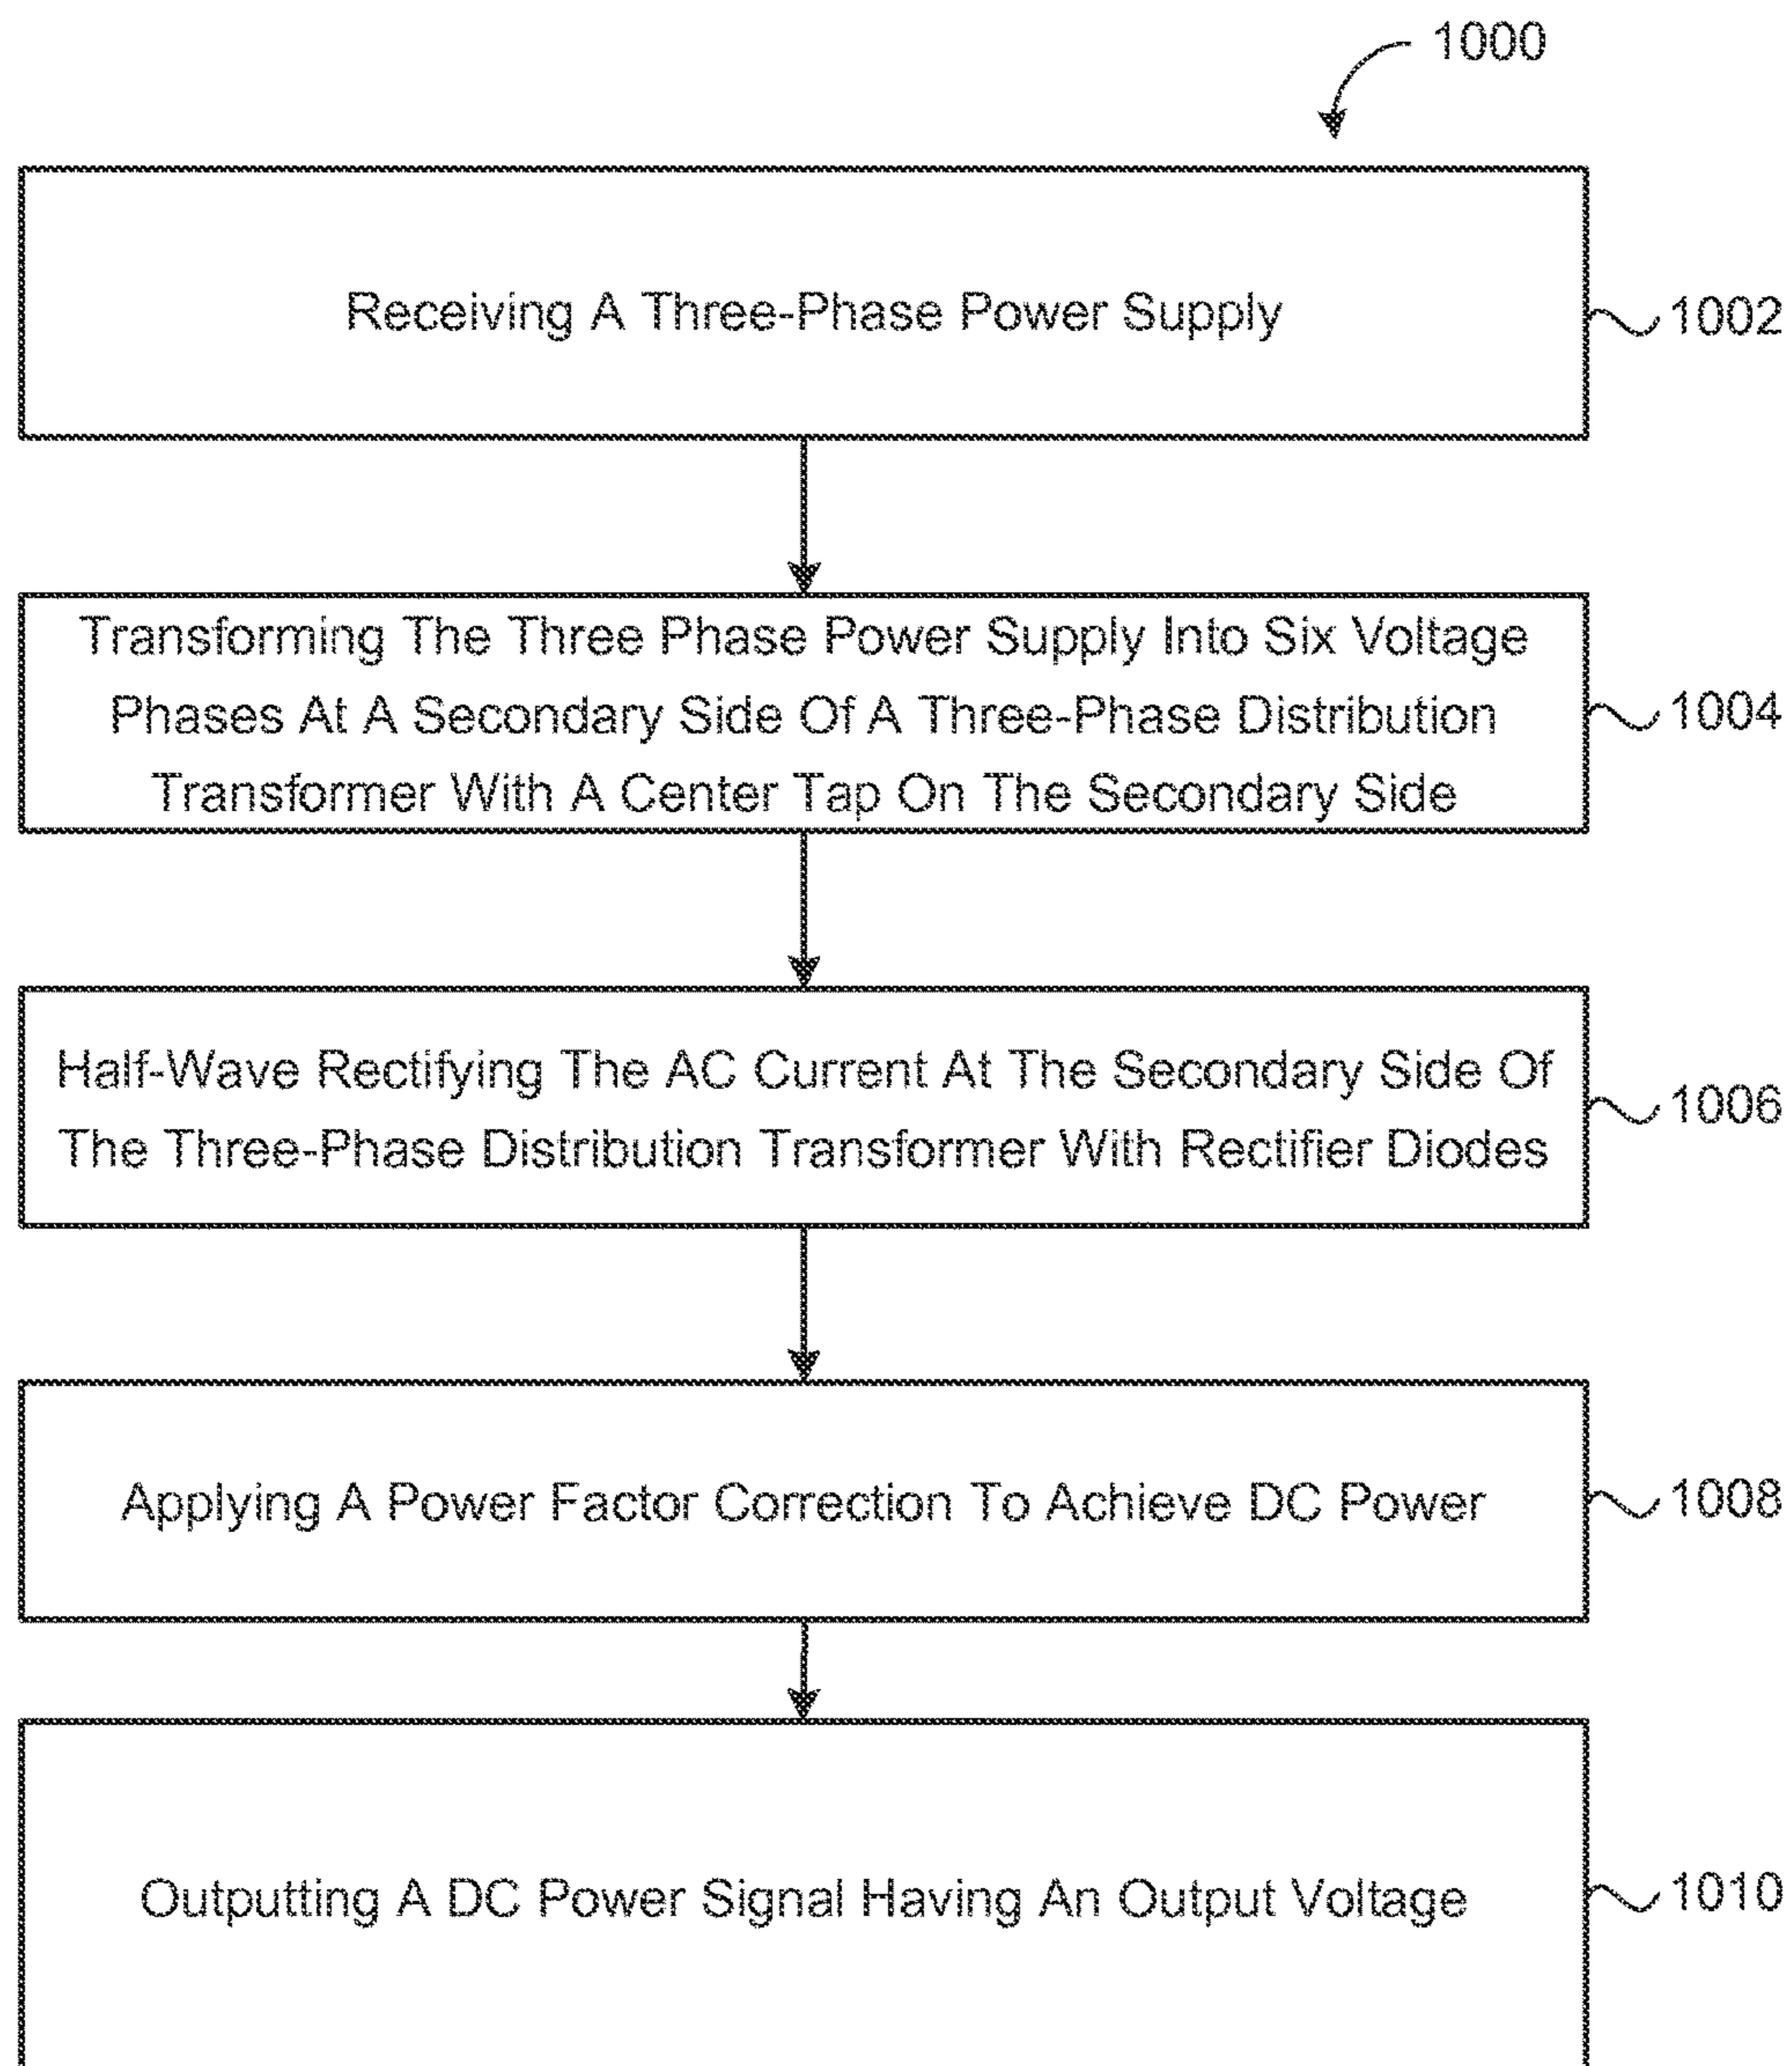 1000
Receiving A Three-Phase Power Supply
1002
Transforming The Three Phase Power Supply Into Six Voltage
Phases At A Secondary Side Of A Three-Phase Distribution
Transformer With A Center Tap On The Secondary Side
1004
Half-Wave Rectifying The AC Current At The Secondary Side Of
The Three-Phase Distribution Transformer With Rectifier Diodes
1006
Applying A Power Factor Correction To Achieve DC Power
1008
Outputting A DC Power Signal Having An Output Voltage
1010